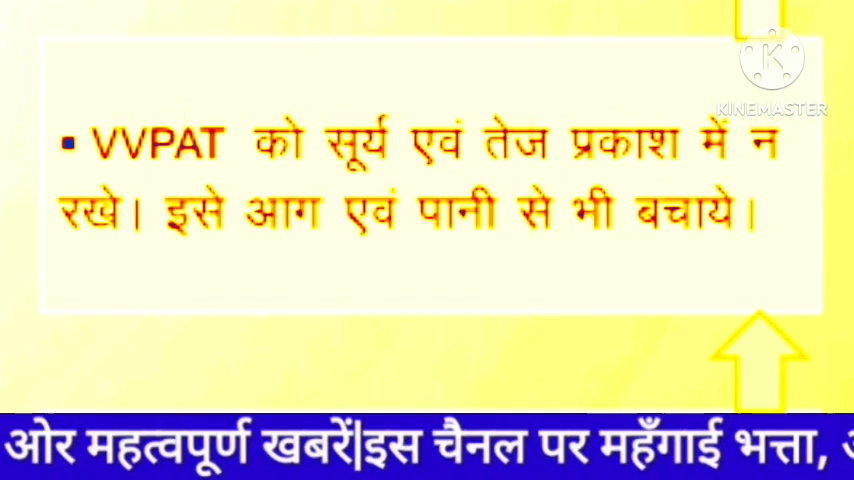 KINEMASTER
• VVPAT को सूर्य एवं तेज प्रकाश में न
रखे। इसे आग एवं पानी से भी बचाये।
ओर महत्वपूर्ण खबरें|इस चैनल पर महँगाई भत्ता,